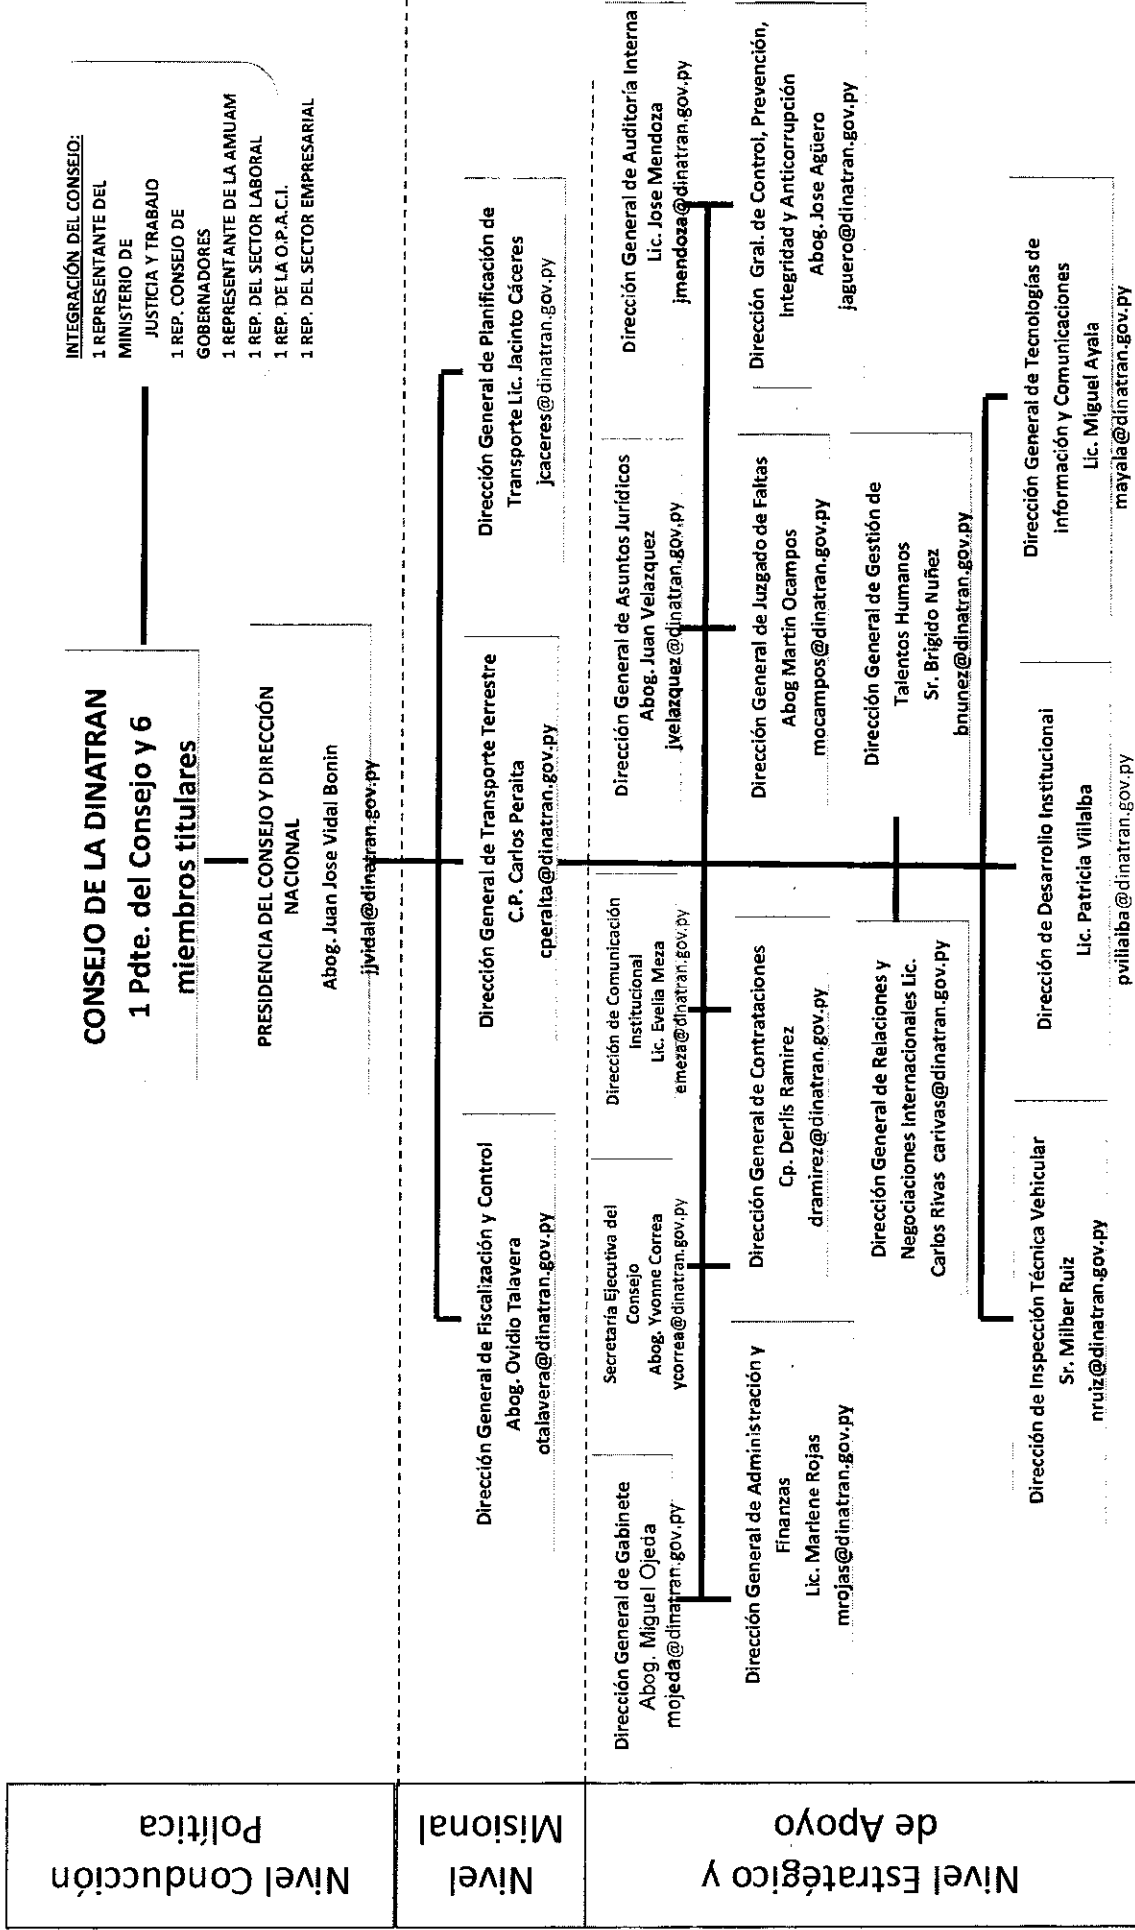 Nivel Conducción
Política
CONSEJO DE LA DINATRAN
1 Pdte. del Consejo y 6
miembros titulares
INTEGRACIÓN DEL CONSEJO:
1 REPRESENTANTE DEL
MINISTERIO DE
JUSTICIA Y TRABAJO
1 REP. CONSEJO DE
GOBERNADORES
1 REPRESENTANTE DE LA AMUAM
1 REP. DEL SECTOR LABORAL
1 REP. DE LA O.P.A.C.I.
1 REP. DEL SECTOR EMPRESARIAL
PRESIDENCIA DEL CONSEJO Y DIRECCIÓN
NACIONAL
Abog. Juan Jose Vidal Bonin
jjvidal@dinatran.gov.py
Nivel
Misional
Dirección General de Fiscalización y Control
Abog. Ovidio Talavera
otalavera@dinatran.gov.py
Dirección General de Transporte Terrestre
C.P. Carlos Peralta
cperalta@dinatran.gov.py
Dirección General de Planificación de
Transporte Lic. Jacinto Cáceres
jcaceres@dinatran.gov.py
Nivel Estratégico y
de Apoyo
Dirección General de Gabinete
Abog. Miguel Ojeda
mojeda@dinatran.gov.py
Secretaría Ejecutiva del
Consejo
Abog. Yvonne Correa
ycorrea@dinatran.gov.py
Dirección de Comunicación
Institucional
Lic. Evelia Meza
emeza@dinatran.gov.py
Dirección General de Asuntos Jurídicos
Abog. Juan Velazquez
jvelazquez@dinatran.gov.py
Dirección General de Auditoría Interna
Lic. Jose Mendoza
jmendoza@dinatran.gov.py
Dirección General de Administración y
Finanzas
Lic. Marlene Rojas
mrojas@dinatran.gov.py
Dirección General de Contrataciones
Cp. Derlis Ramirez
dramirez@dinatran.gov.py
Dirección General de Juzgado de Faltas
Abog Martin Ocampos
mocampos@dinatran.gov.py
Dirección Gral. de Control, Prevención,
Integridad y Anticorrupción
Abog. Jose Agüero
jaguero@dinatran.gov.py
Dirección General de Relaciones y
Negociaciones Internacionales Lic.
Carlos Rivas carivas@dinatran.gov.py
Dirección General de Gestión de
Talentos Humanos
Sr. Brigido Nuñez
bnunez@dinatran.gov.py
Dirección de Inspección Técnica Vehicular
Sr. Milber Ruiz
nruiz@dinatran.gov.py
Dirección de Desarrollo Institucional
Lic. Patricia Villalba
pvillalba@dinatran.gov.py
Dirección General de Tecnologías de
información y Comunicaciones
Lic. Miguel Ayala
mayala@dinatran.gov.py